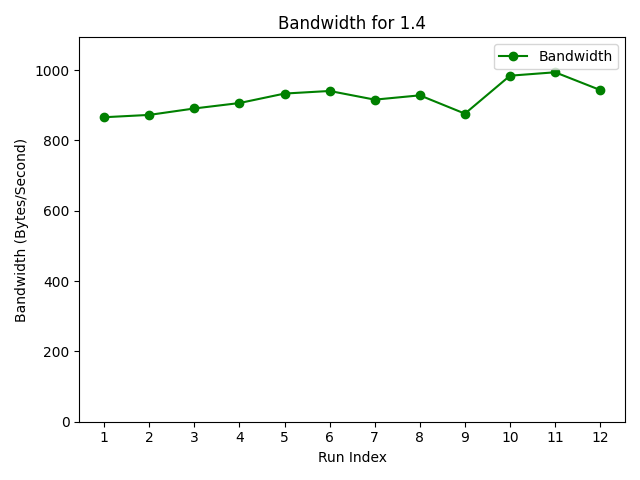 Bandwidth for 1.4
Bandwidth
Bandwidth (Bytes/Second)
1000
800
600
400
200
0
1 2 3 4 5 6 7 8 9 10 11 12
Run Index